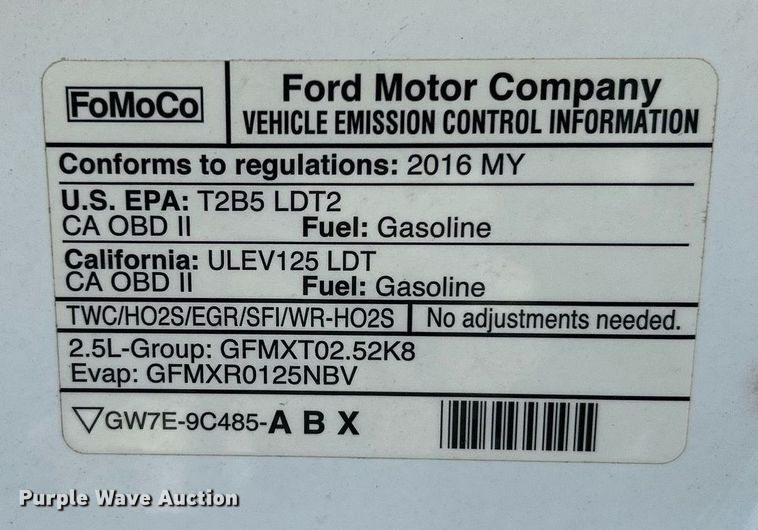 FoMoCo
Ford Motor Company
VEHICLE EMISSION CONTROL INFORMATION
Conforms to regulations: 2016 MY
U.S. EPA: T2B5 LDT2
CA OBD II Fuel: Gasoline
California: ULEV125 LDT
CA OBD II Fuel: Gasoline
TWC/HO2S/EGR/SFI/WR-HO2S No adjustments needed.
2.5L-Group: GFMXT02.52K8
Evap: GFMXR0125NBV
GW7E-9C485-A B X
Purple Wave Auction